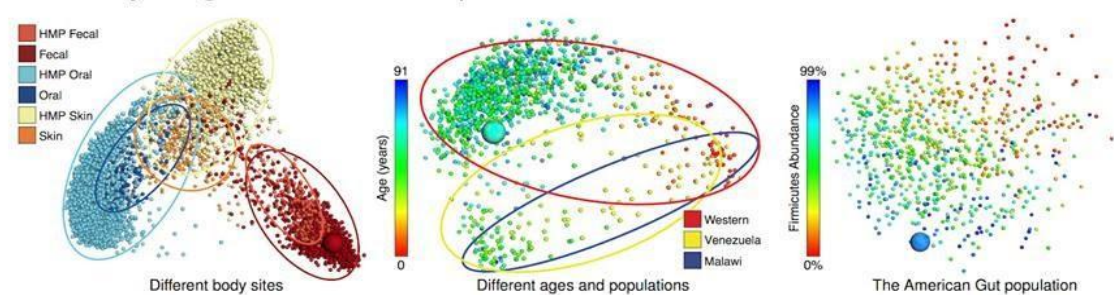 HMP Fecal
Fecal
HMP Oral
Oral
HMP Skin
Skin
Different body sites
91
Age (years)
0
Western
Venezuela
Malawi
Different ages and populations
99%
Firmicutes Abundance
0%
The American Gut population